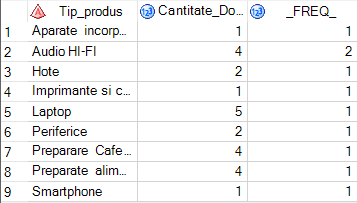 Tip_produs Cantitate_Do... _FREQ_
1 Aparate incorp... 1 1
2 Audio HI-FI 4 2
3 Hote 2 1
4 Imprimante si c... 1 1
5 Laptop 5 1
6 Periferice 2 1
7 Preparare Cafe... 4 1
8 Preparate alim... 4 1
9 Smartphone 1 1